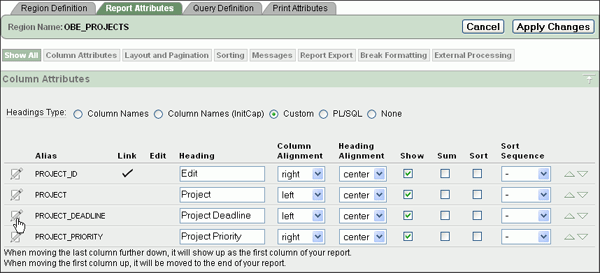 Region Definition Report Attributes Query Definition Print Attributes
Region Name: OBE_PROJECTS Cancel Apply Changes
Show All Column Attributes Layout and Pagination Sorting Messages Report Export Break Formatting External Processing
Column Attributes
Headings Type: Column Names Column Names (InitCap) Custom PL/SQL None
Alias Link Edit Heading Column Alignment Heading Alignment Show Sum Sort Sort Sequence
PROJECT_ID Edit right center -
PROJECT Project left center -
PROJECT_DEADLINE Project Deadline left center -
PROJECT_PRIORITY Project Priority right center -
When moving the last column further down, it will show up as the first column of your report.
When moving the first column up, it will be moved to the end of your report.